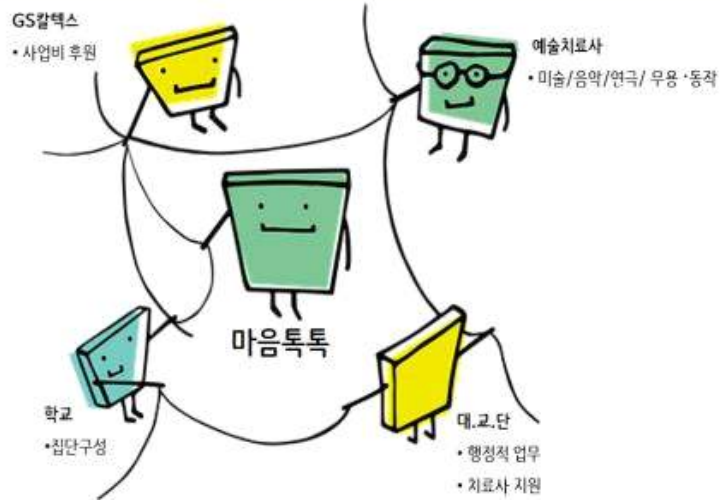 GS칼텍스
• 사업비 후원
예술치료사
• 미술/음악/연극/ 무용 ·동작
마음톡톡
학교
•집단구성
대.교.단
• 행정적 업무
• 치료사 지원